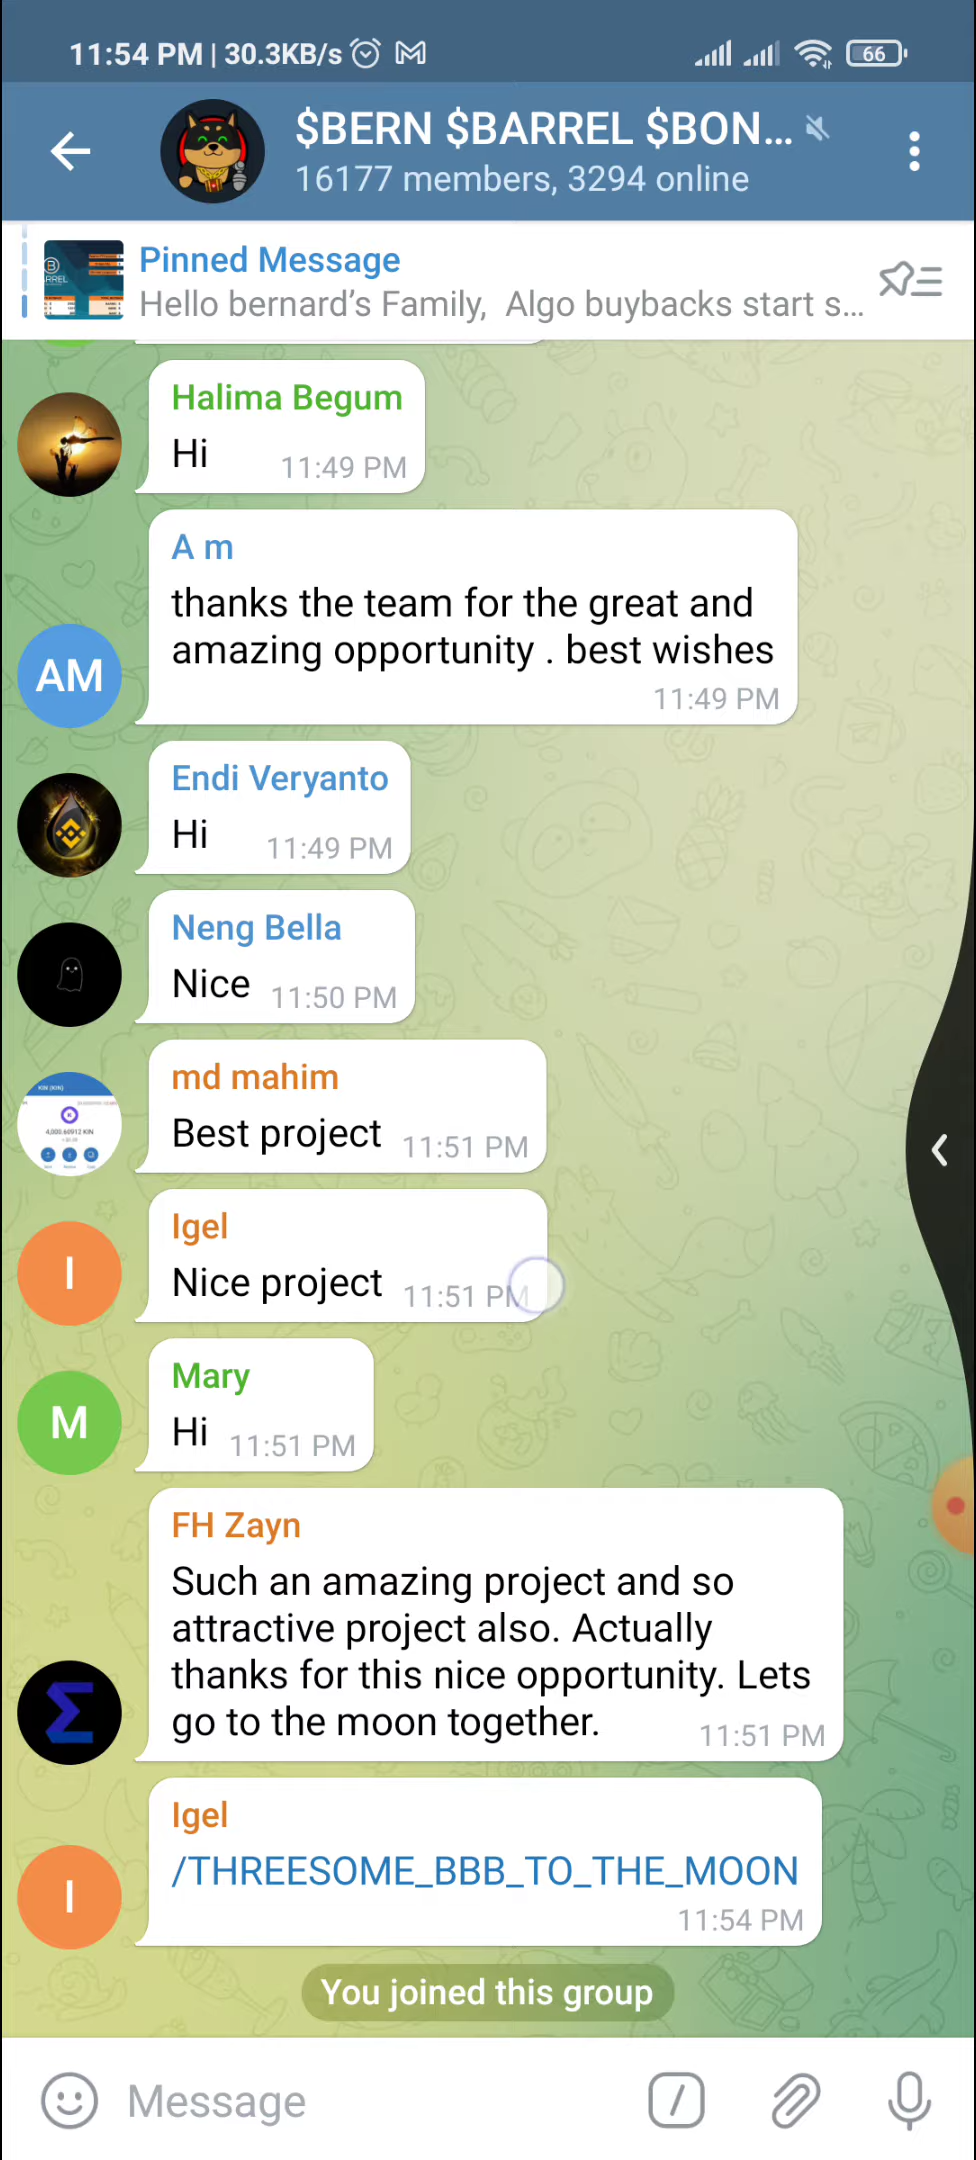 11:54 PM | 30.3KB/s
66
$BERN $BARREL $BON...
16177 members, 3294 online
Pinned Message
Hello bernard's Family,  Algo buybacks start s...
Halima Begum
Hi
11:49 PM
A m
thanks the team for the great and
amazing opportunity . best wishes
11:49 PM
AM
Endi Veryanto
Hi
11:49 PM
Neng Bella
Nice
11:50 PM
md mahim
Best project
11:51 PM
Igel
Nice project
11:51 PM
I
Mary
Hi
11:51 PM
M
FH Zayn
Such an amazing project and so
attractive project also. Actually
thanks for this nice opportunity. Lets
go to the moon together.
11:51 PM
Igel
/THREESOME_BBB_TO_THE_MOON
11:54 PM
I
You joined this group
Message